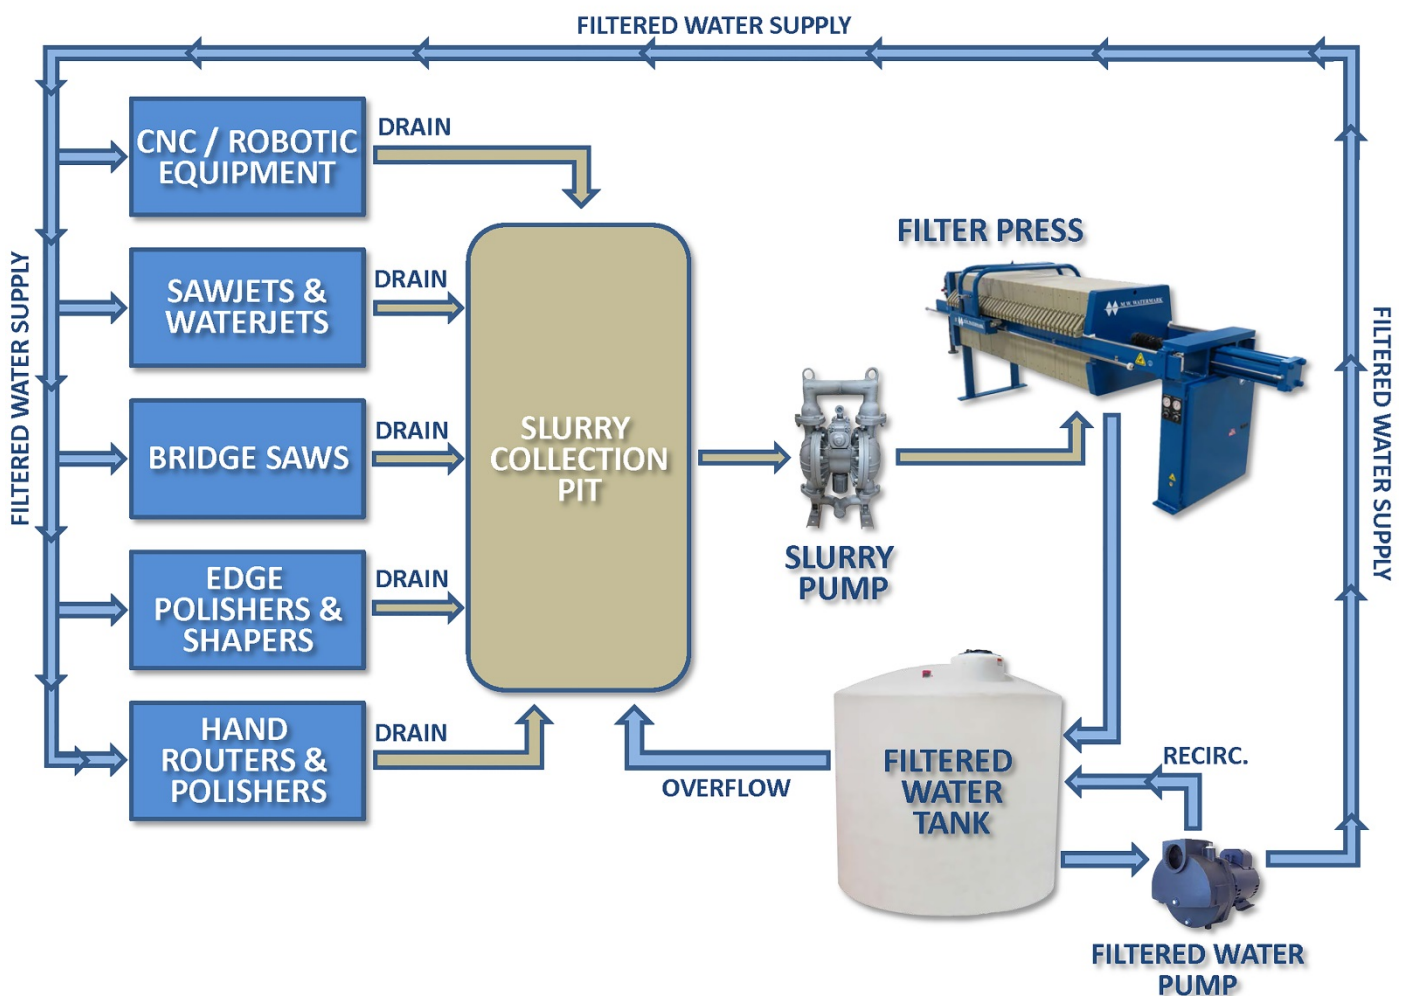 FILTERED WATER SUPPLY
CNC / ROBOTIC
EQUIPMENT
DRAIN
SAWJETS &
WATERJETS
DRAIN
BRIDGE SAWS
DRAIN
EDGE
POLISHERS &
SHAPERS
DRAIN
HAND
ROUTERS &
POLISHERS
DRAIN
FILTERED WATER SUPPLY
SLURRY
COLLECTION
PIT
SLURRY
PUMP
FILTER PRESS
M.W. WATERMARK
FILTERED WATER SUPPLY
OVERFLOW
FILTERED
WATER
TANK
RECIRC.
FILTERED WATER
PUMP